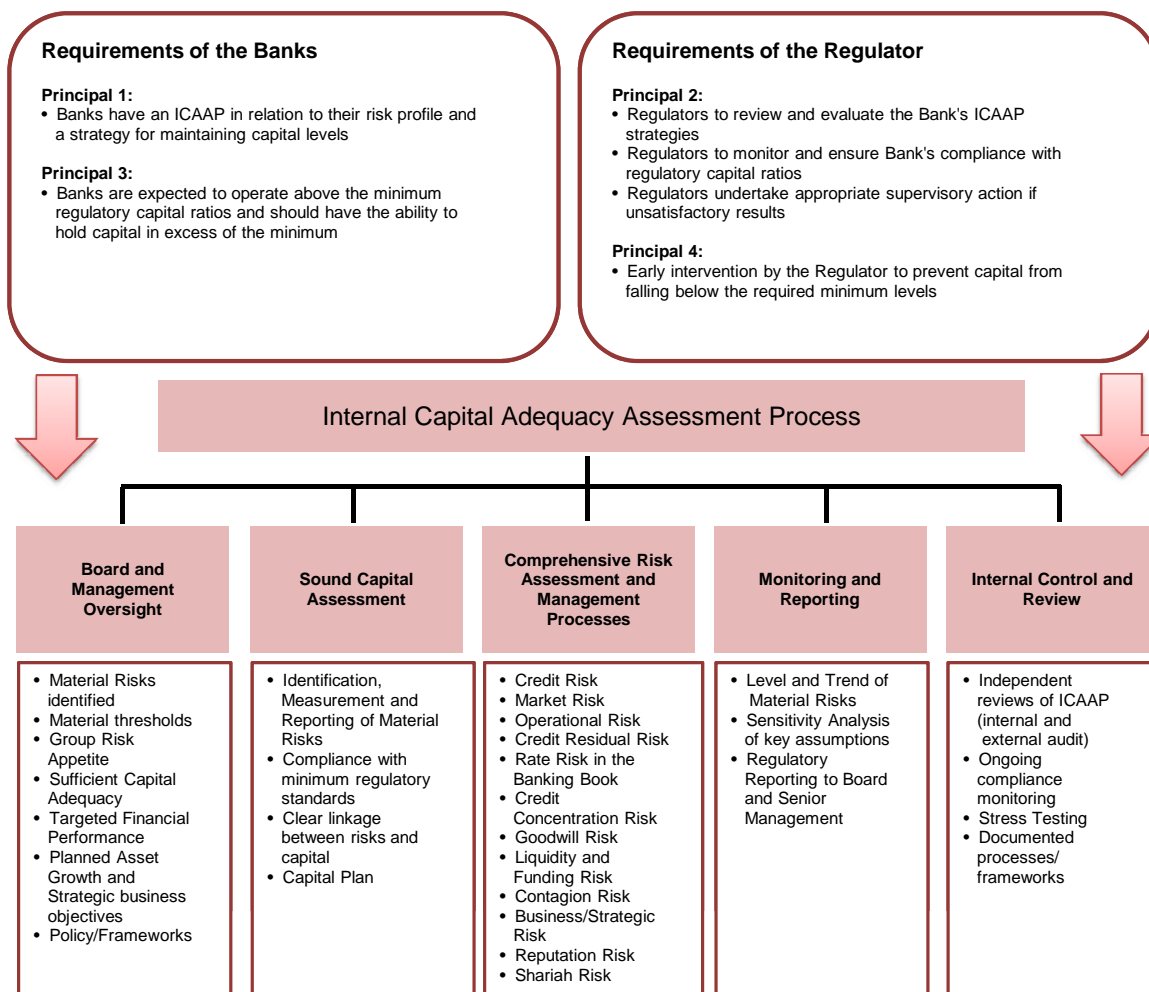 Requirements of the Banks
Principal 1:
• Banks have an ICAAP in relation to their risk profile and
a strategy for maintaining capital levels
Principal 3:
• Banks are expected to operate above the minimum
regulatory capital ratios and should have the ability to
hold capital in excess of the minimum
Requirements of the Regulator
Principal 2:
• Regulators to review and evaluate the Bank's ICAAP
strategies
• Regulators to monitor and ensure Bank's compliance with
regulatory capital ratios
• Regulators undertake appropriate supervisory action if
unsatisfactory results
Principal 4:
• Early intervention by the Regulator to prevent capital from
falling below the required minimum levels
Internal Capital Adequacy Assessment Process
Board and
Management
Oversight
• Material Risks
identified
• Material thresholds
• Group Risk
Appetite
• Sufficient Capital
Adequacy
• Targeted Financial
Performance
• Planned Asset
Growth and
Strategic business
objectives
• Policy/Frameworks
Sound Capital
Assessment
• Identification,
Measurement and
Reporting of Material
Risks
• Compliance with
minimum regulatory
standards
• Clear linkage
between risks and
capital
• Capital Plan
Comprehensive Risk
Assessment and
Management
Processes
• Credit Risk
• Market Risk
• Operational Risk
• Credit Residual Risk
• Rate Risk in the
Banking Book
• Credit
Concentration Risk
• Goodwill Risk
• Liquidity and
Funding Risk
• Contagion Risk
• Business/Strategic
Risk
• Reputation Risk
• Shariah Risk
Monitoring and
Reporting
• Level and Trend of
Material Risks
• Sensitivity Analysis
of key assumptions
• Regulatory
Reporting to Board
and Senior
Management
Internal Control and
Review
• Independent
reviews of ICAAP
(internal and
external audit)
• Ongoing
compliance
monitoring
• Stress Testing
• Documented
processes/
frameworks